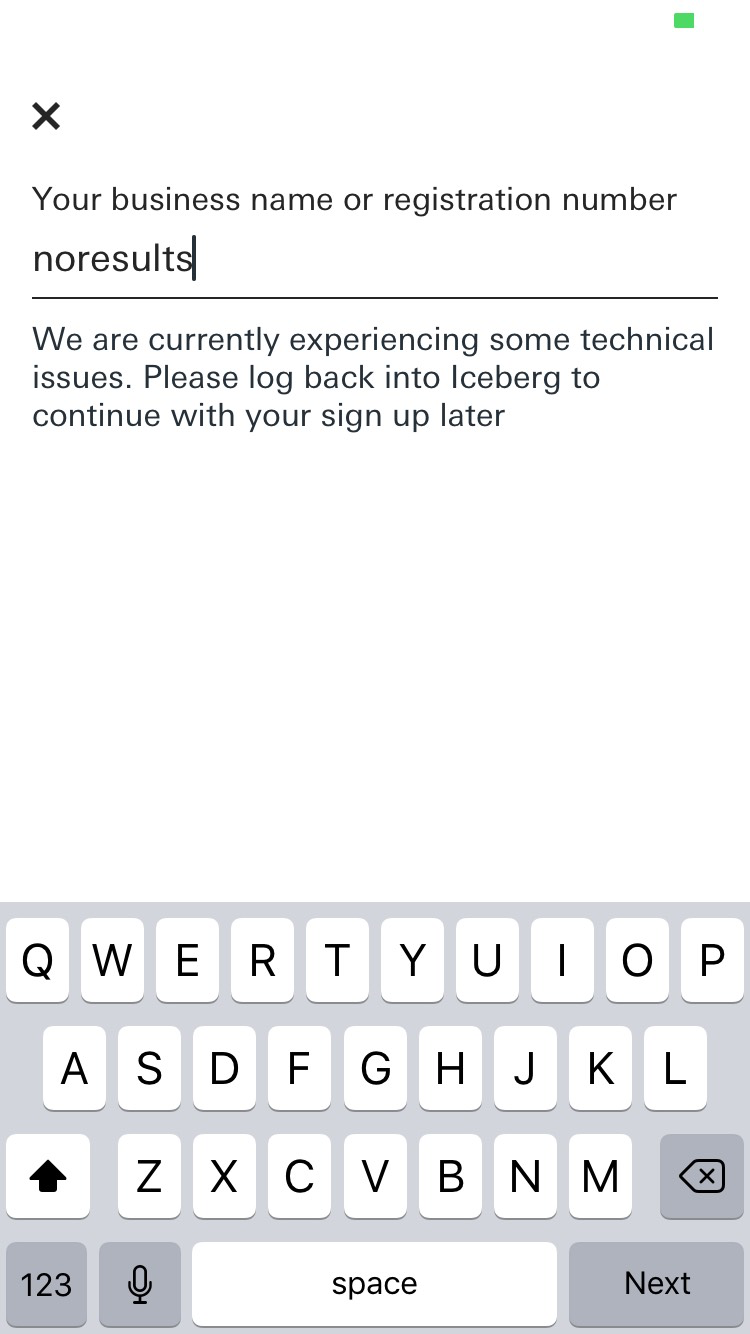 Your business name or registration number
noresults
We are currently experiencing some technical
issues. Please log back into Iceberg to
continue with your sign up later
Q W E R T Y U I O P
A S D F G H J K L
Z X C V B N M
123 space Next